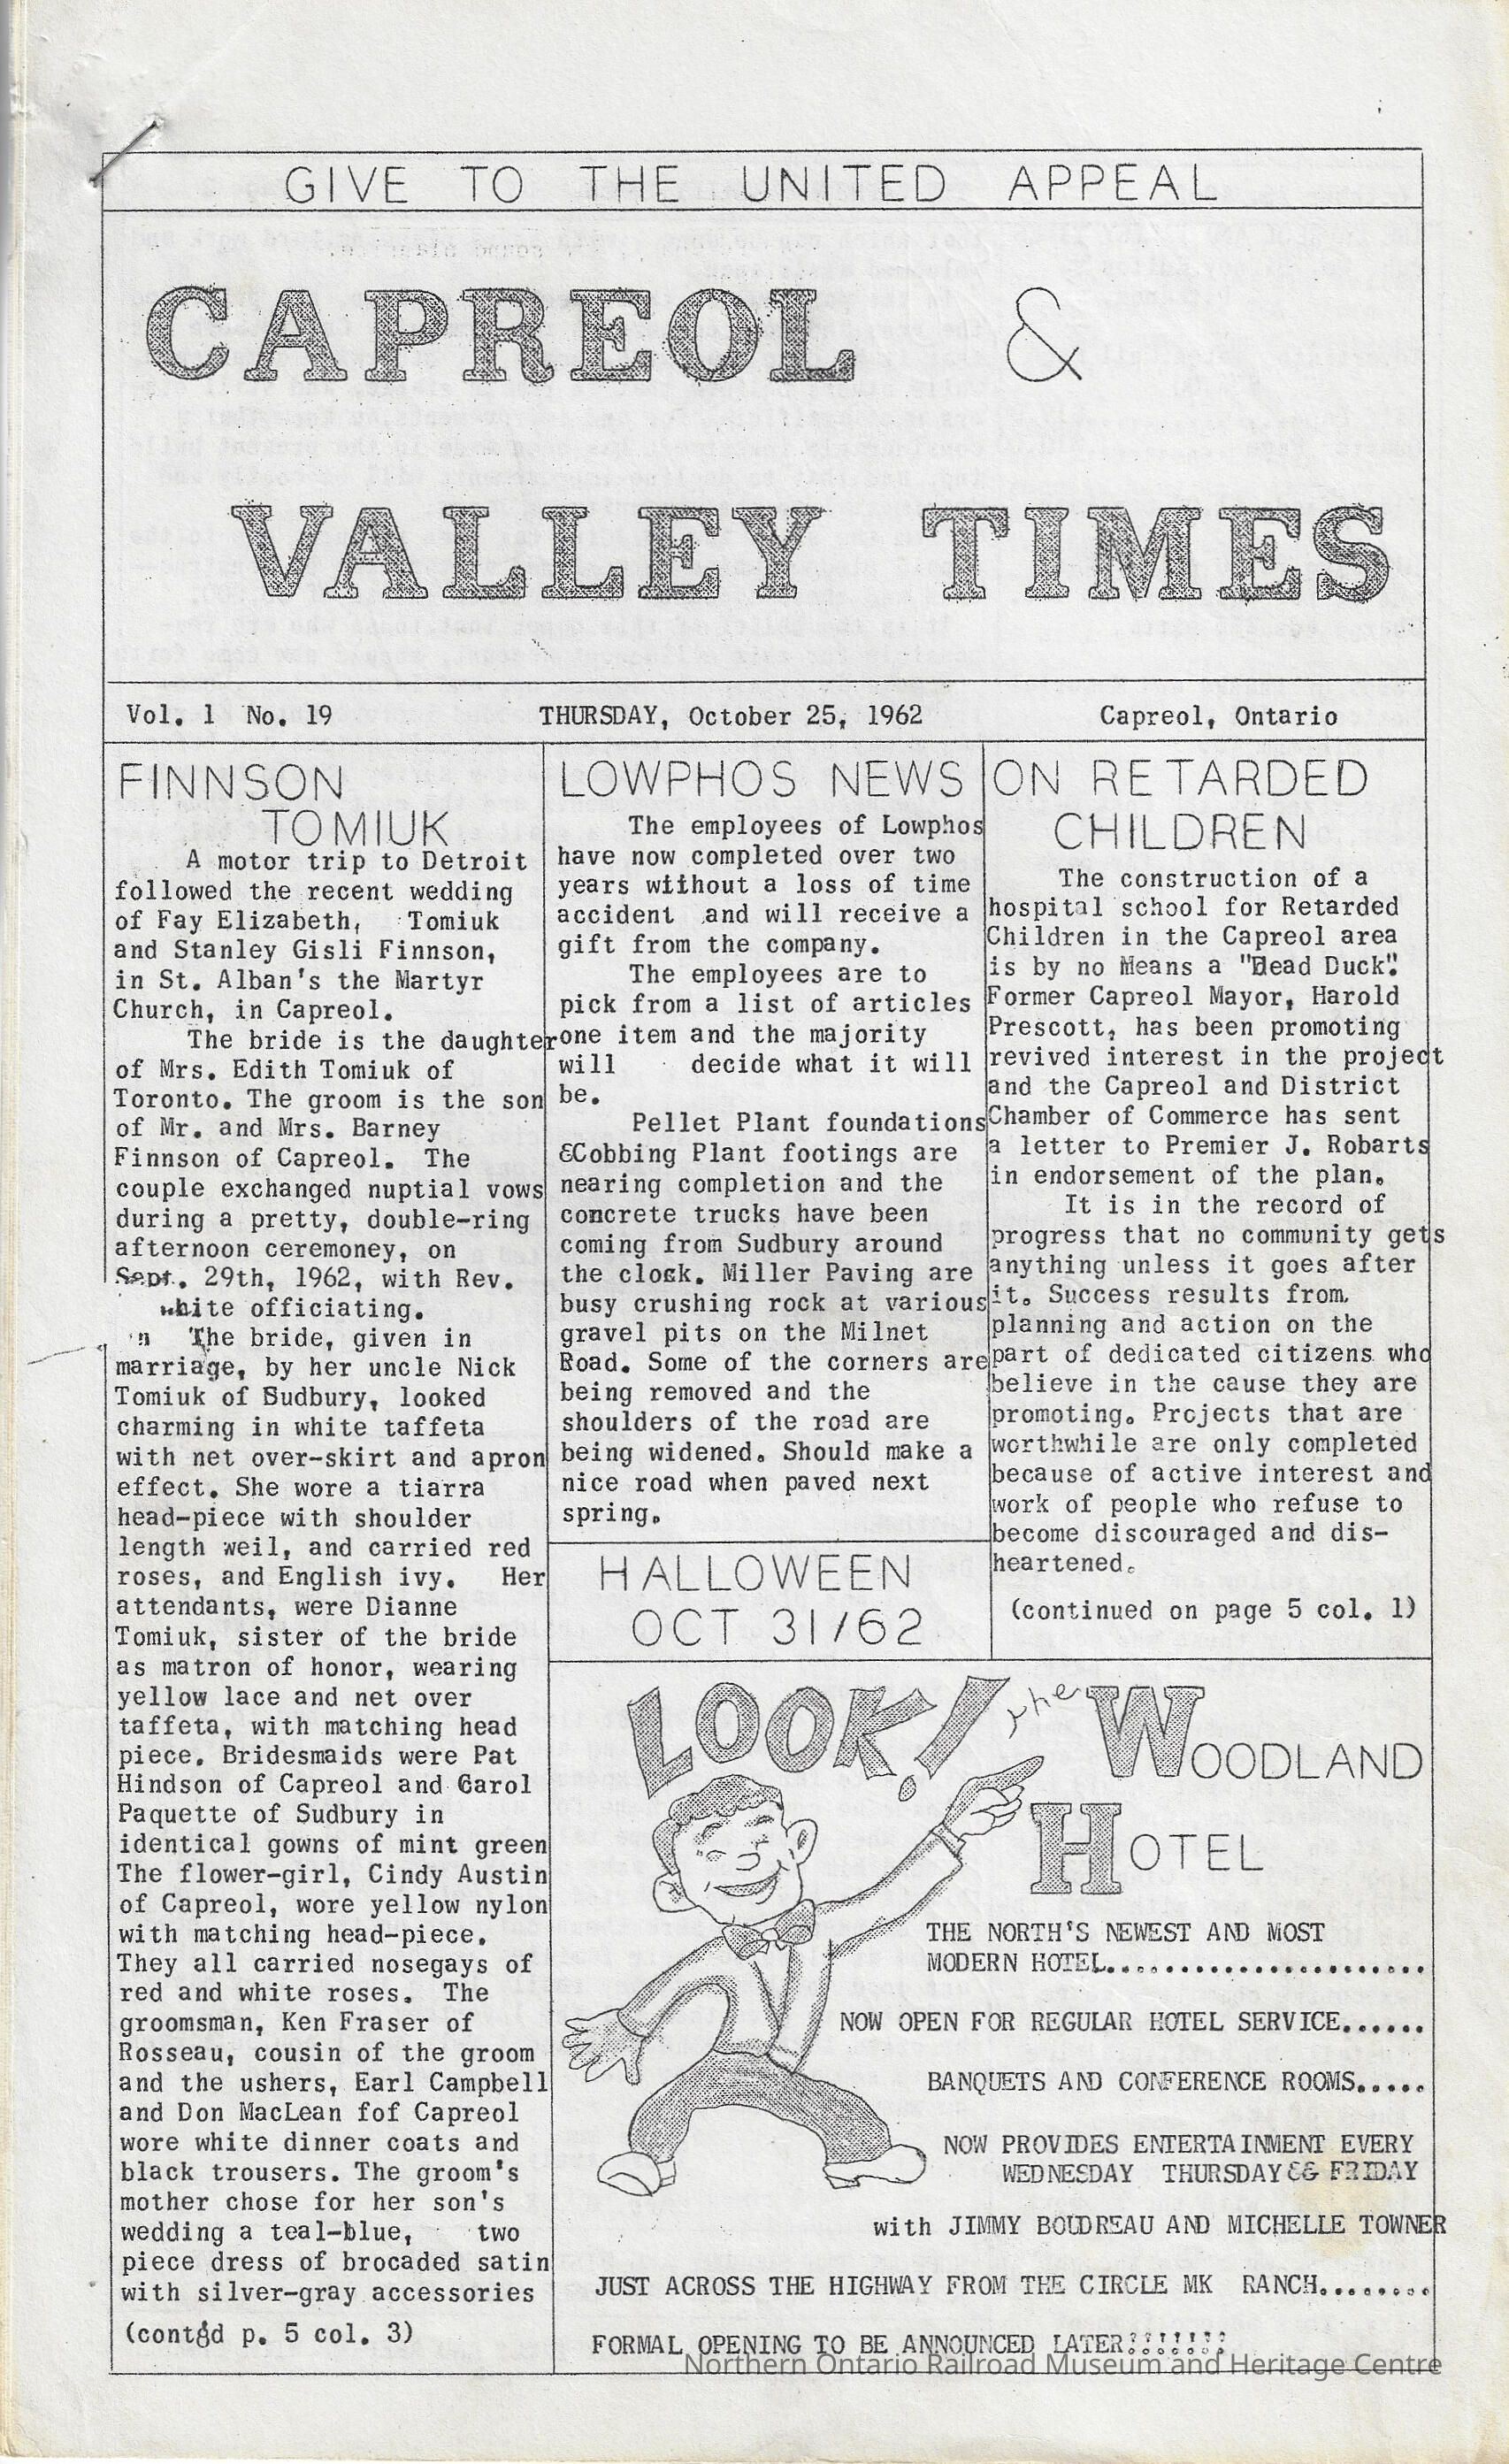 GIVE TO THE UNITED APPEAL
CAPREOL &
VALLEY TIMES
Vol. 1 No. 19 THURSDAY, October 25, 1962 Capreol, Ontario
FINNSON
TOMIUK
A motor trip to Detroit
followed the recent wedding
of Fay Elizabeth, Tomiuk
and Stanley Gisli Finnson,
in St. Alban's the Martyr
Church, in Capreol.
The bride is the daughter
of Mrs. Edith Tomiuk of
Toronto. The groom is the son
of Mr. and Mrs. Barney
Finnson of Capreol. The
couple exchanged nuptial vows
during a pretty, double-ring
afternoon ceremoney, on
Sept. 29th, 1962, with Rev.
white officiating.
The bride, given in
marriage, by her uncle Nick
Tomiuk of Sudbury, looked
charming in white taffeta
with net over-skirt and apron
effect. She wore a tiarra
head-piece with shoulder
length weil, and carried red
roses, and English ivy. Her
attendants, were Dianne
Tomiuk, sister of the bride
as matron of honor, wearing
yellow lace and net over
taffeta, with matching head
piece. Bridesmaids were Pat
Hindson of Capreol and Carol
Paquette of Sudbury in
identical gowns of mint green
The flower-girl, Cindy Austin
of Capreol, wore yellow nylon
with matching head-piece.
They all carried nosegays of
red and white roses. The
groomsman, Ken Fraser of
Rosseau, cousin of the groom
and the ushers, Earl Campbell
and Don MacLean fof Capreol
wore white dinner coats and
black trousers. The groom's
mother chose for her son's
wedding a teal-blue, two
piece dress of brocaded satin
with silver-gray accessories
(contd p. 5 col. 3)
LOWPHOS NEWS
The employees of Lowphos
have now completed over two
years without a loss of time
accident and will receive a
gift from the company.
The employees are to
pick from a list of articles
one item and the majority
will decide what it will
be.
Pellet Plant foundations
&Cobbing Plant footings are
nearing completion and the
concrete trucks have been
coming from Sudbury around
the clock. Miller Paving are
busy crushing rock at various
gravel pits on the Milnet
Road. Some of the corners are
being removed and the
shoulders of the road are
being widened. Should make a
nice road when paved next
spring.
HALLOWEEN
OCT 31/62
ON RETARDED
CHILDREN
The construction of a
hospital school for Retarded
Children in the Capreol area
is by no Means a "Dead Duck".
Former Capreol Mayor, Harold
Prescott, has been promoting
revived interest in the project
and the Capreol and District
Chamber of Commerce has sent
a letter to Premier J. Robarts
in endorsement of the plan.
It is in the record of
progress that no community gets
anything unless it goes after
it. Success results from
planning and action on the
part of dedicated citizens who
believe in the cause they are
promoting. Projects that are
worthwhile are only completed
because of active interest and
work of people who refuse to
become discouraged and dis-
heartened.
(continued on page 5 col. 1)
LOOK! the WOODLAND
HOTEL
THE NORTH'S NEWEST AND MOST
MODERN HOTEL......................
NOW OPEN FOR REGULAR HOTEL SERVICE......
BANQUETS AND CONFERENCE ROOMS.....
NOW PROVIDES ENTERTAINMENT EVERY
WEDNESDAY THURSDAY && FRIDAY
with JIMMY BOUDREAU AND MICHELLE TOWNER
JUST ACROSS THE HIGHWAY FROM THE CIRCLE MK RANCH........
FORMAL OPENING TO BE ANNOUNCED LATER!!!!!!!
Northern Ontario Railroad Museum and Heritage Centre